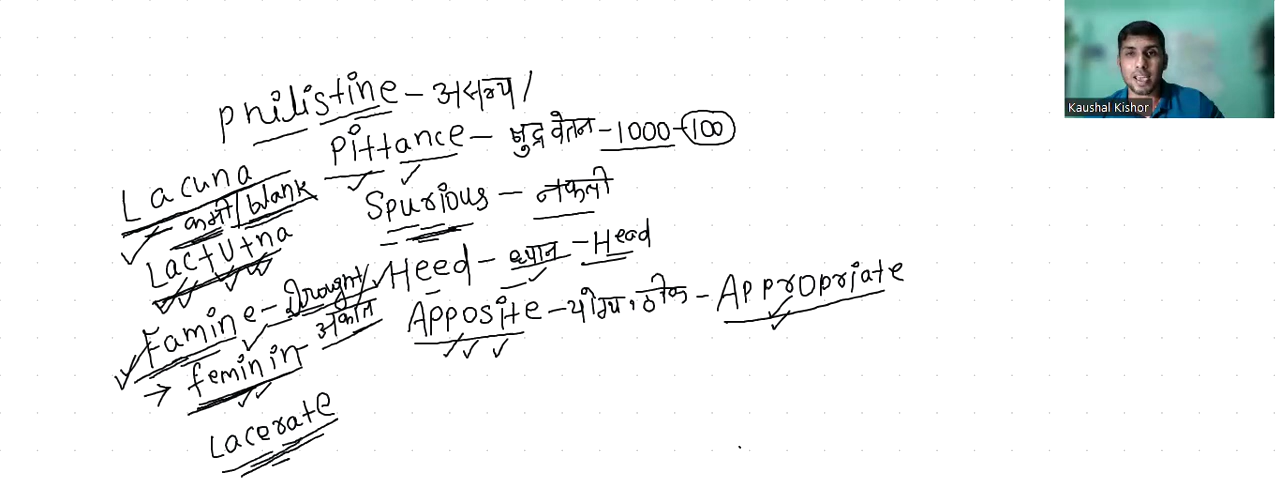 Philistine – असभ्य /
Pittance – क्षुद्र वेतन – 1000 – 100
Lacuna
कमी / blank
Spurious – नकली
LactUtna
Heed – ध्यान – Head
Famine – Drought /
अकाल
Apposite – योग्य, ठीक – Appropriate
→ feminin
Lacerate
Kaushal Kishor